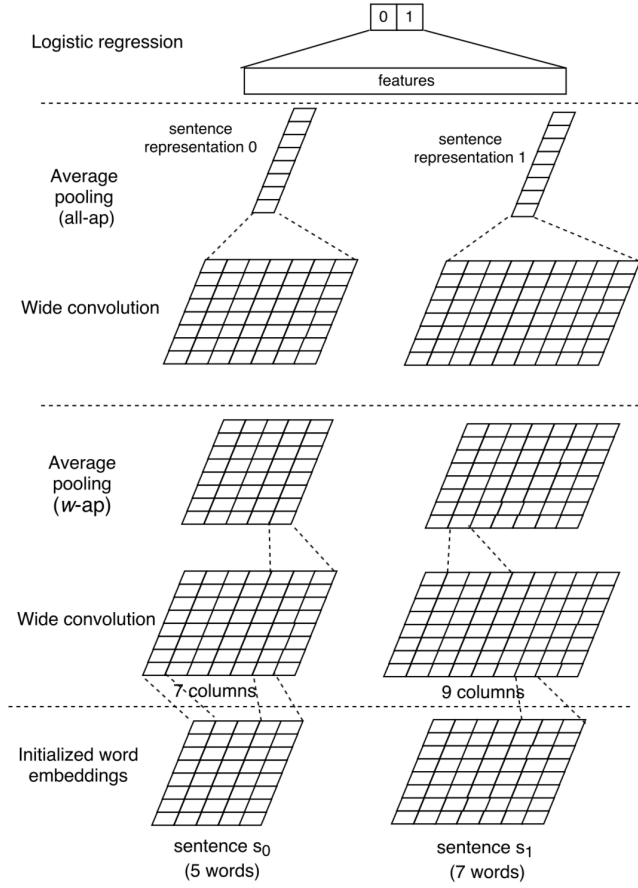 0 1
Logistic regression
features
sentence
representation 0
sentence
representation 1
Average
pooling
(all-ap)
Wide convolution
Average
pooling
(w-ap)
Wide convolution
7 columns
9 columns
Initialized word
embeddings
sentence s₀
(5 words)
sentence s₁
(7 words)